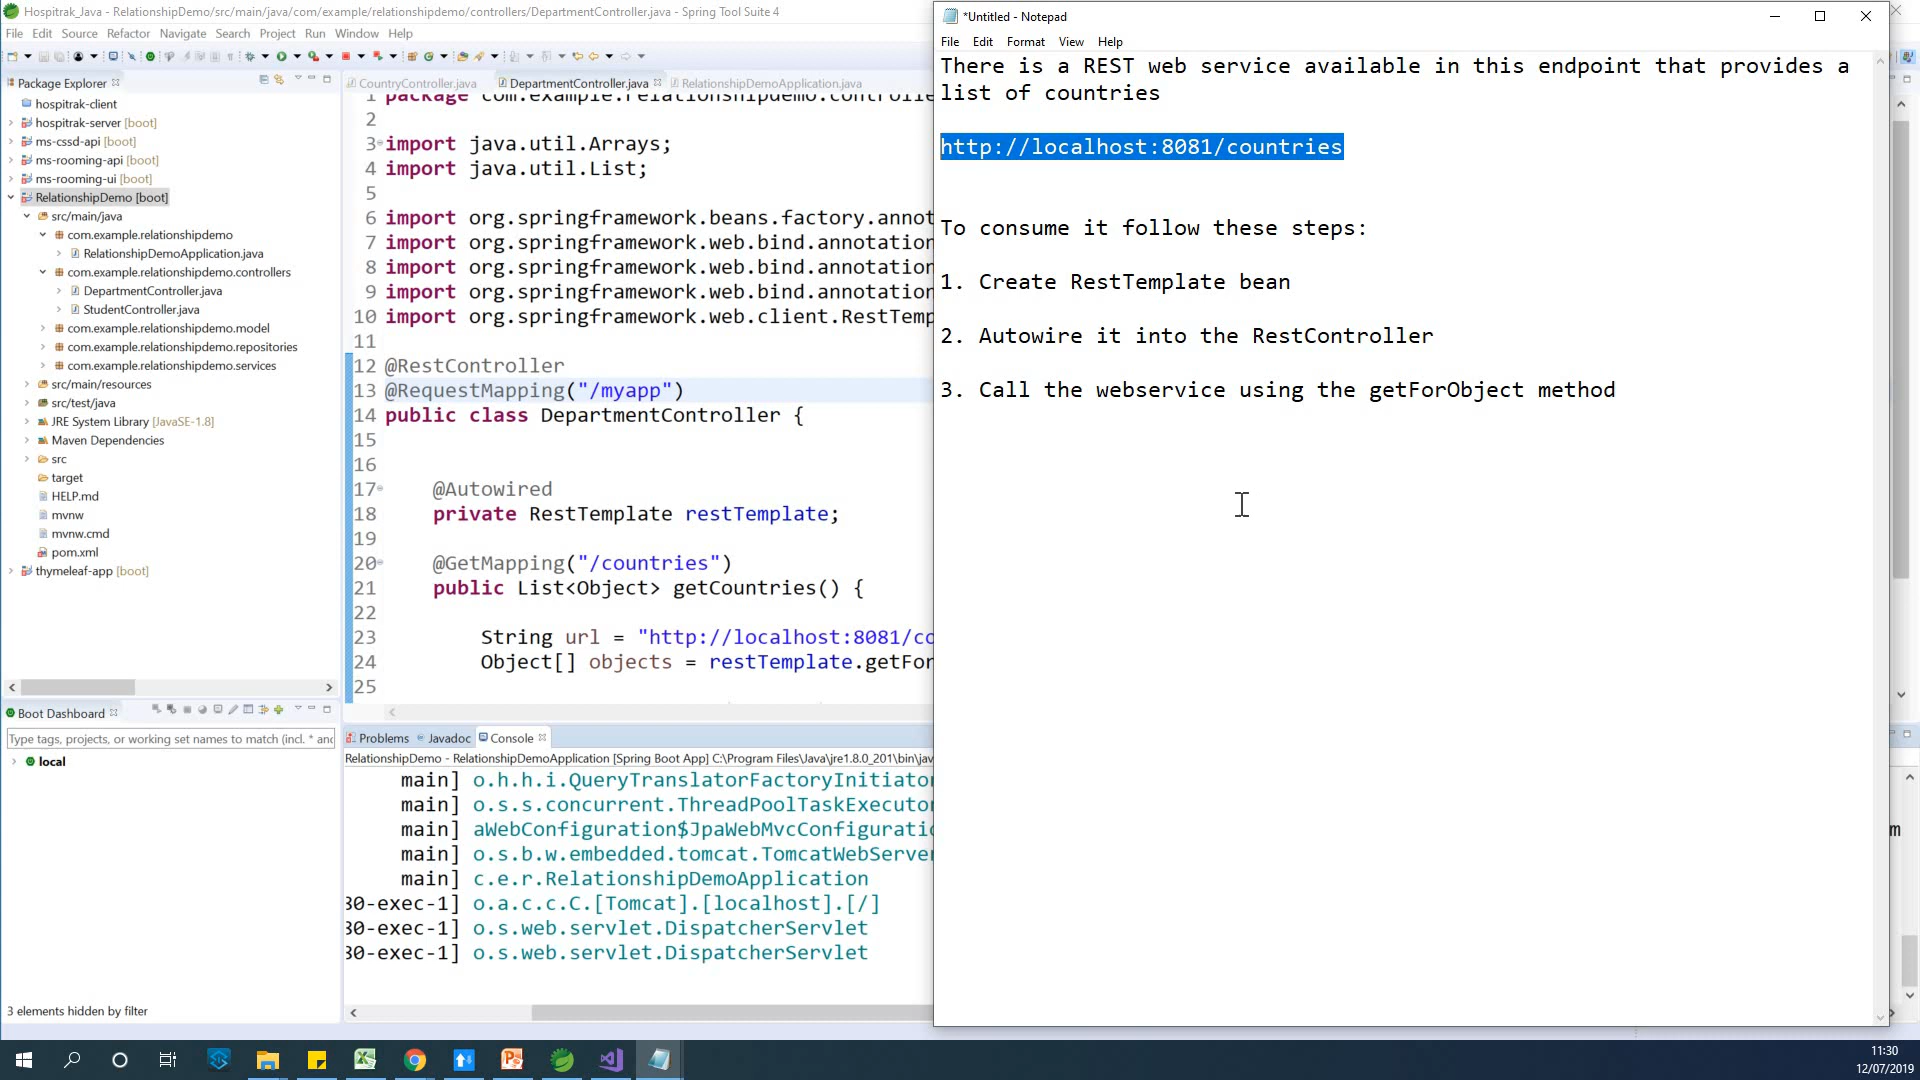 Hospitrak_Java - RelationshipDemo/src/main/java/com/example/relationshipdemo/controllers/DepartmentController.java - Spring Tool Suite 4
File Edit Source Refactor Navigate Search Project Run Window Help
Package Explorer
hospitrak-client
hospitrak-server [boot]
ms-cssd-api [boot]
ms-rooming-api [boot]
ms-rooming-ui [boot]
RelationshipDemo [boot]
src/main/java
com.example.relationshipdemo
RelationshipDemoApplication.java
com.example.relationshipdemo.controllers
DepartmentController.java
StudentController.java
com.example.relationshipdemo.model
com.example.relationshipdemo.repositories
com.example.relationshipdemo.services
src/main/resources
src/test/java
JRE System Library [JavaSE-1.8]
Maven Dependencies
src
target
HELP.md
mvnw
mvnw.cmd
pom.xml
thymeleaf-app [boot]
Boot Dashboard
Type tags, projects, or working set names to match (incl. * and
local
3 elements hidden by filter
CountryController.java DepartmentController.java RelationshipDemoApplication.java
1 package com.example.relationshipdemo.controlle
2
3 import java.util.Arrays;
4 import java.util.List;
5
6 import org.springframework.beans.factory.annot
7 import org.springframework.web.bind.annotation
8 import org.springframework.web.bind.annotation
9 import org.springframework.web.bind.annotation
10 import org.springframework.web.client.RestTemp
11
12 @RestController
13 @RequestMapping("/myapp")
14 public class DepartmentController {
15
16
17 @Autowired
18 private RestTemplate restTemplate;
19
20 @GetMapping("/countries")
21 public List<Object> getCountries() {
22
23 String url = "http://localhost:8081/co
24 Object[] objects = restTemplate.getFor
25
Problems Javadoc Console
RelationshipDemo - RelationshipDemoApplication [Spring Boot App] C:\Program Files\Java\jre1.8.0_201\bin\jav
main] o.h.h.i.QueryTranslatorFactoryInitiator
main] o.s.s.concurrent.ThreadPoolTaskExecutor
main] aWebConfiguration$JpaWebMvcConfiguratio
main] o.s.b.w.embedded.tomcat.TomcatWebServer
main] c.e.r.RelationshipDemoApplication
80-exec-1] o.a.c.c.C.[Tomcat].[localhost].[/]
80-exec-1] o.s.web.servlet.DispatcherServlet
80-exec-1] o.s.web.servlet.DispatcherServlet
*Untitled - Notepad
File Edit Format View Help
There is a REST web service available in this endpoint that provides a
list of countries
http://localhost:8081/countries
To consume it follow these steps:
1. Create RestTemplate bean
2. Autowire it into the RestController
3. Call the webservice using the getForObject method
m
11:30
12/07/2019